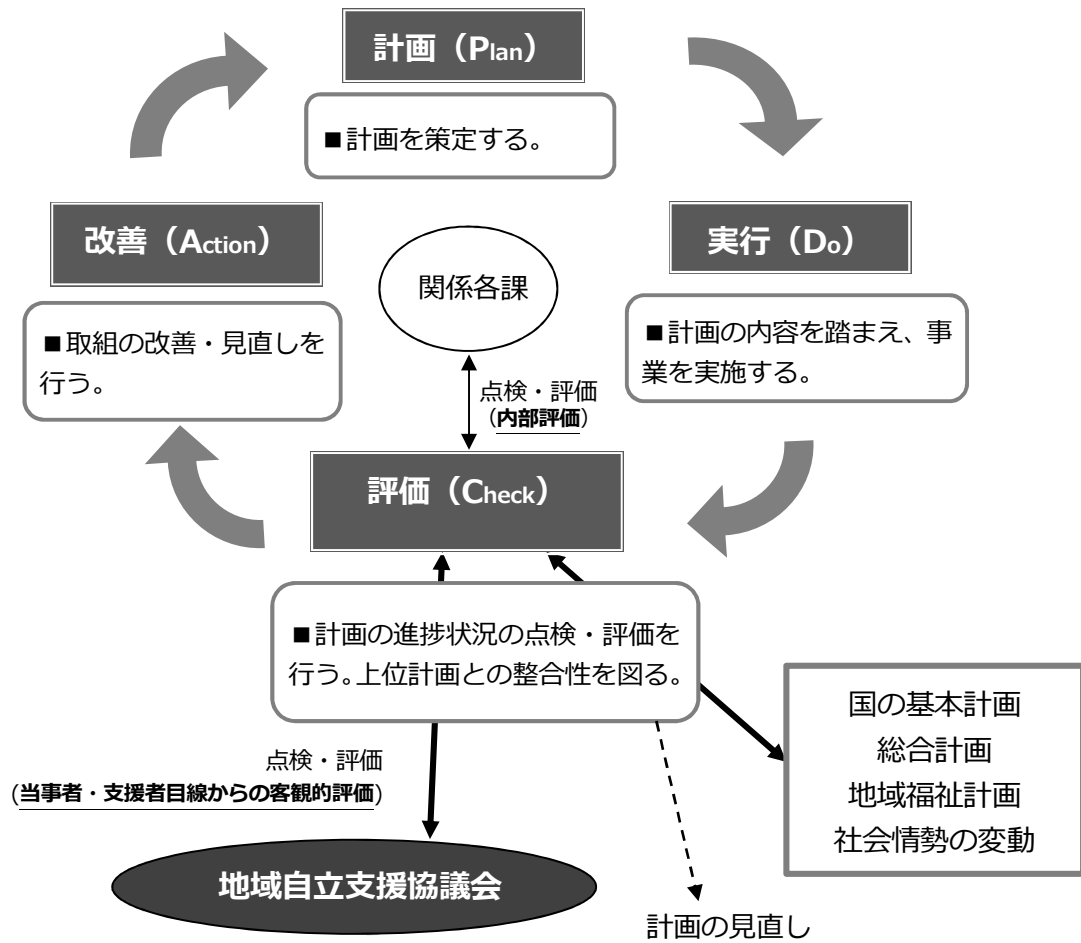 計画（Plan）
■計画を策定する。
改善（Action）
実行（Do）
関係各課
■取組の改善・見直しを
行う。
■計画の内容を踏まえ、事
業を実施する。
点検・評価
（内部評価）
評価（Check）
■計画の進捗状況の点検・評価を
行う。上位計画との整合性を図る。
国の基本計画
総合計画
地域福祉計画
社会情勢の変動
点検・評価
(当事者・支援者目線からの客観的評価)
地域自立支援協議会
計画の見直し